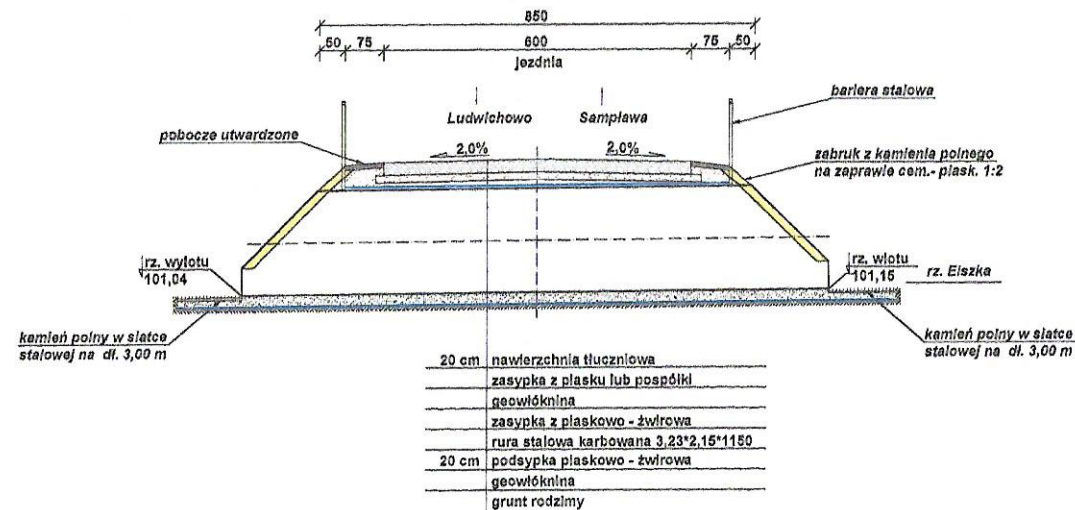 850
50 75 600 75 50
jezdnia
bariera stalowa
Ludwichowo Sampława
pobocze utwardzone
2,0% 2,0%
zabruk z kamienia polnego
na zaprawie cem.- piask. 1:2
rz. wylotu
101,04
rz. wlotu
101,15
rz. Elszka
kamień polny w siatce
stalowej na dł. 3,00 m
kamień polny w siatce
stalowej na dł. 3,00 m
20 cm nawierzchnia tłuczniowa
zasypka z piasku lub pospółki
geowłóknina
zasypka z piaskowo - żwirowa
rura stalowa karbowana 3,23*2,15*1150
20 cm podsypka piaskowo - żwirowa
geowłóknina
grunt rodzimy